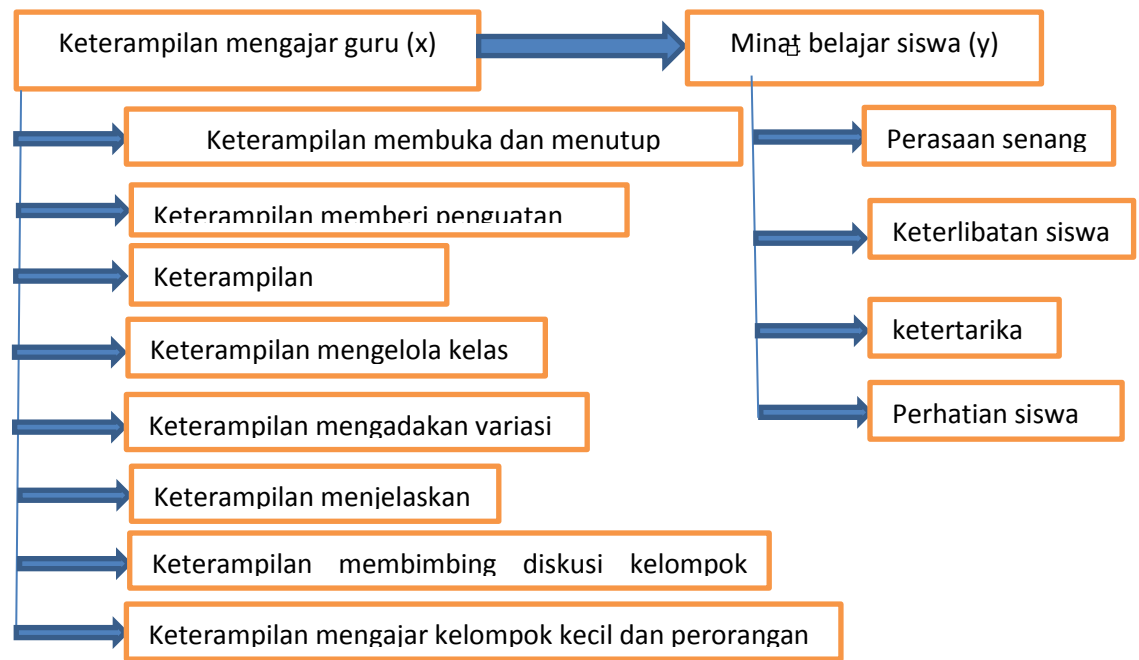 Keterampilan mengajar guru (x)
Minat belajar siswa (y)
Keterampilan membuka dan menutup
Keterampilan memberi penguatan
Keterampilan
Keterampilan mengelola kelas
Keterampilan mengadakan variasi
Keterampilan menjelaskan
Keterampilan membimbing diskusi kelompok
Keterampilan mengajar kelompok kecil dan perorangan
Perasaan senang
Keterlibatan siswa
ketertarika
Perhatian siswa